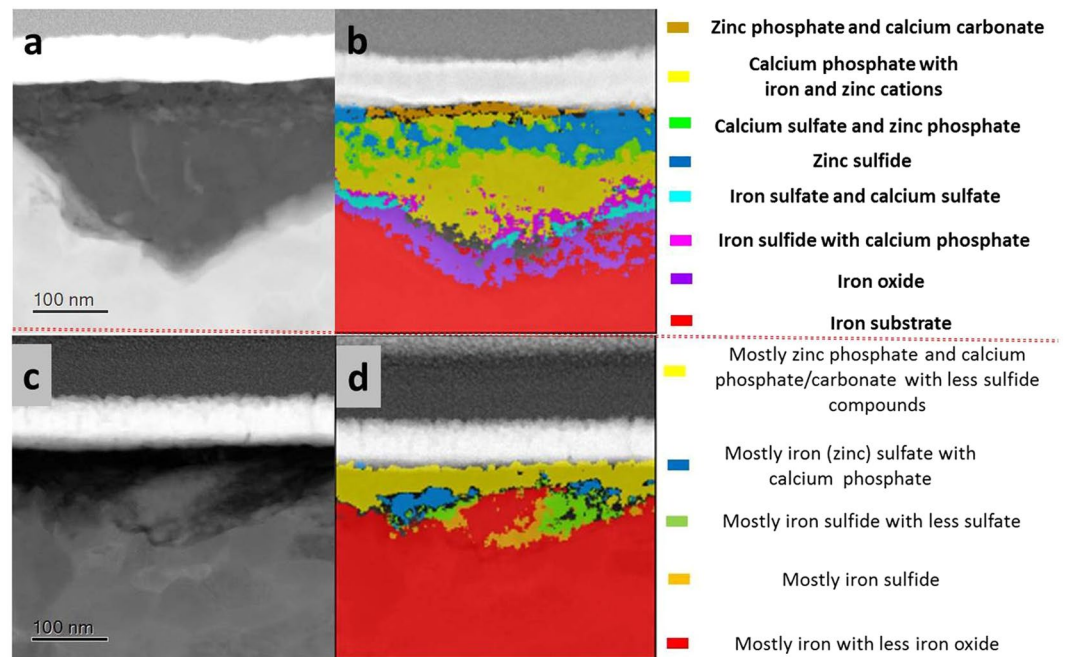 a
b
100 nm
Zinc phosphate and calcium carbonate
Calcium phosphate with
iron and zinc cations
Calcium sulfate and zinc phosphate
Zinc sulfide
Iron sulfate and calcium sulfate
Iron sulfide with calcium phosphate
Iron oxide
Iron substrate
c
d
100 nm
Mostly zinc phosphate and calcium
phosphate/carbonate with less sulfide
compounds
Mostly iron (zinc) sulfate with
calcium phosphate
Mostly iron sulfide with less sulfate
Mostly iron sulfide
Mostly iron with less iron oxide